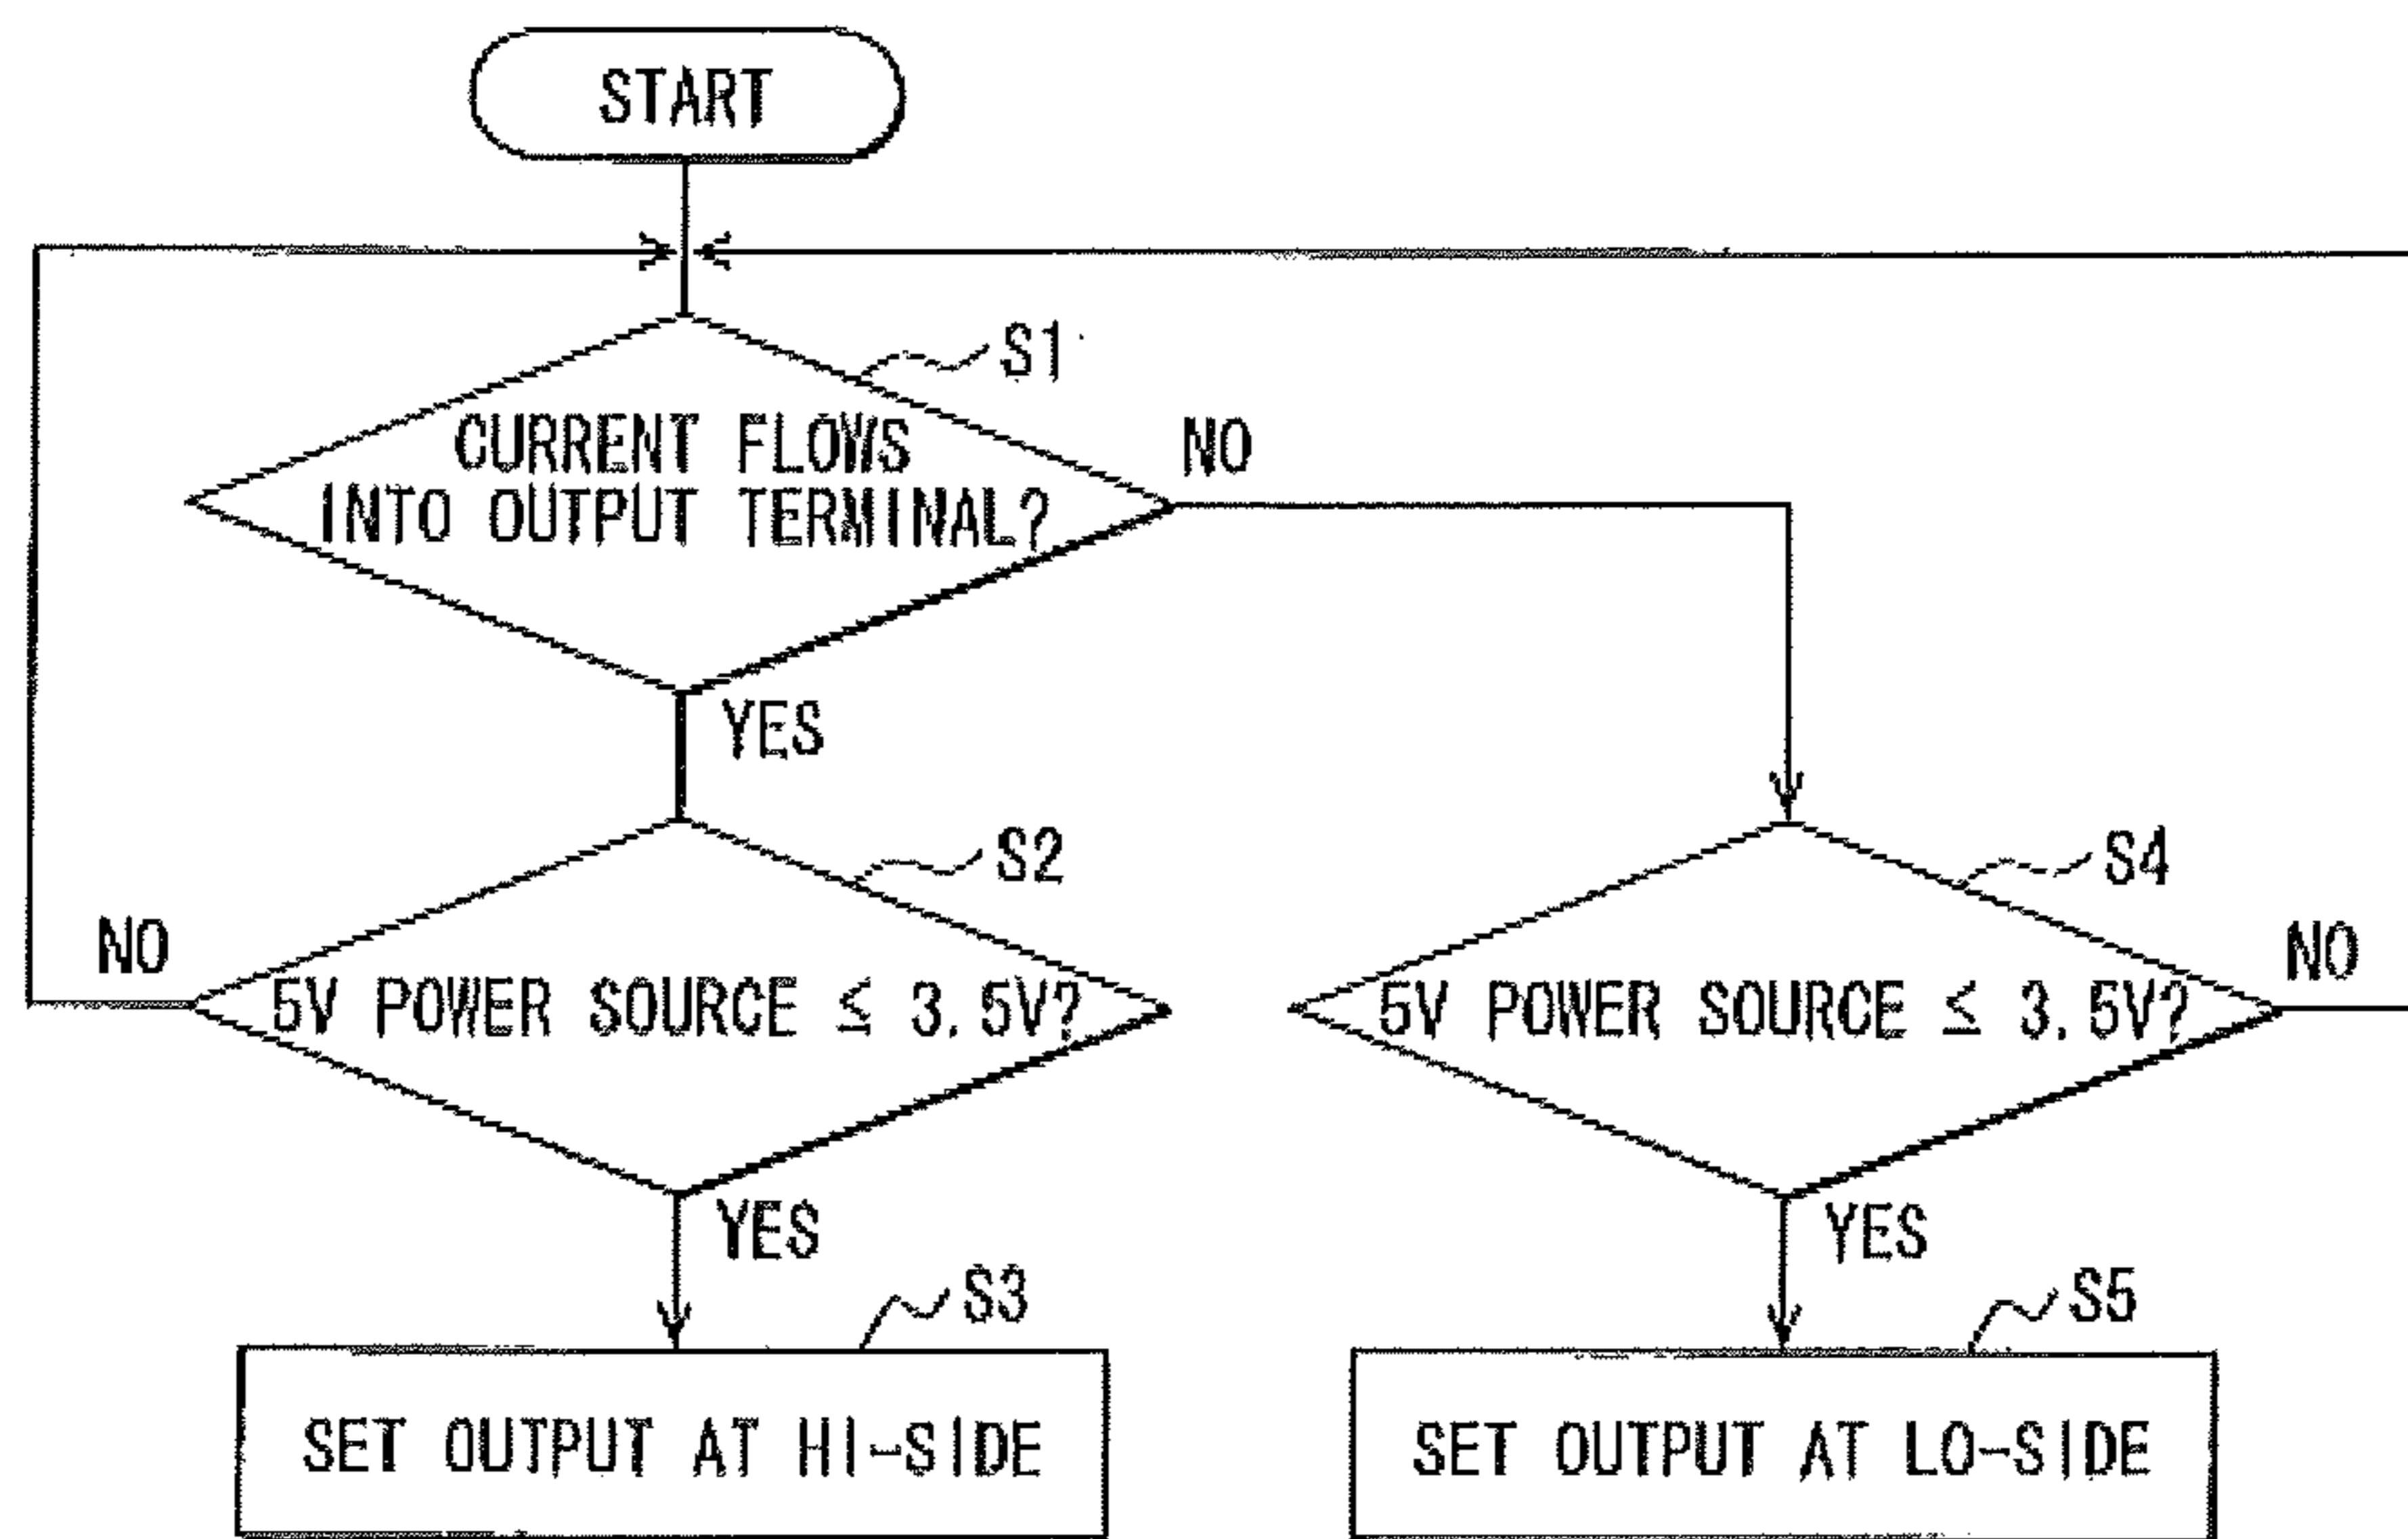 START
S1
CURRENT FLOWS
INTO OUTPUT TERMINAL?
NO
YES
S2
NO
5V POWER SOURCE ≤ 3.5V?
YES
S4
5V POWER SOURCE ≤ 3.5V?
NO
YES
S3
SET OUTPUT AT HI-SIDE
S5
SET OUTPUT AT LO-SIDE